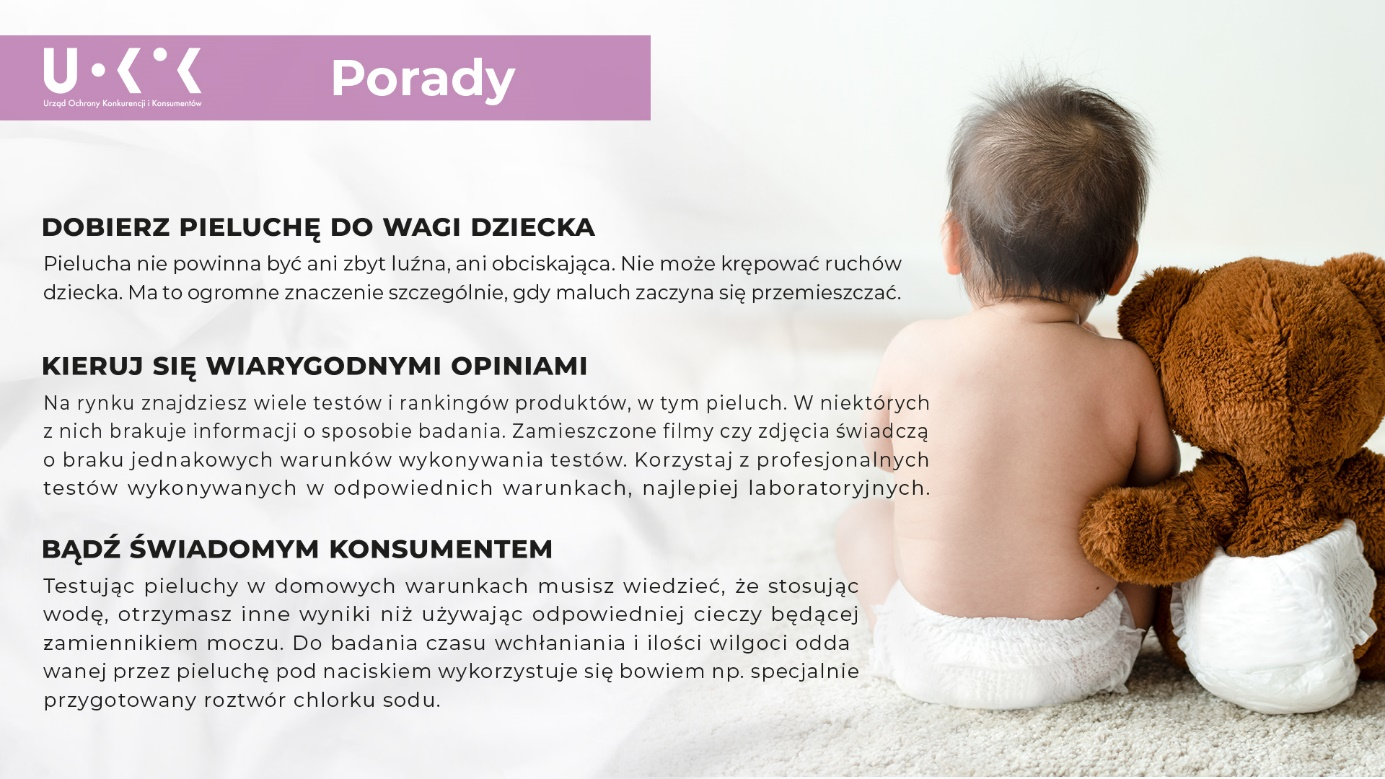 U·K·K
Urząd Ochrony Konkurencji i Konsumentów
Porady
DOBIERZ PIELUCHĘ DO WAGI DZIECKA
Pielucha nie powinna być ani zbyt luźna, ani obciskająca. Nie może krępować ruchów
dziecka. Ma to ogromne znaczenie szczególnie, gdy maluch zaczyna się przemieszczać.
KIERUJ SIĘ WIARYGODNYMI OPINIAMI
Na rynku znajdziesz wiele testów i rankingów produktów, w tym pieluch. W niektórych
z nich brakuje informacji o sposobie badania. Zamieszczone filmy czy zdjęcia świadczą
o braku jednakowych warunków wykonywania testów. Korzystaj z profesjonalnych
testów wykonywanych w odpowiednich warunkach, najlepiej laboratoryjnych.
BĄDŹ ŚWIADOMYM KONSUMENTEM
Testując pieluchy w domowych warunkach musisz wiedzieć, że stosując
wodę, otrzymasz inne wyniki niż używając odpowiedniej cieczy będącej
zamiennikiem moczu. Do badania czasu wchłaniania i ilości wilgoci odda
wanej przez pieluchę pod naciskiem wykorzystuje się bowiem np. specjalnie
przygotowany roztwór chlorku sodu.